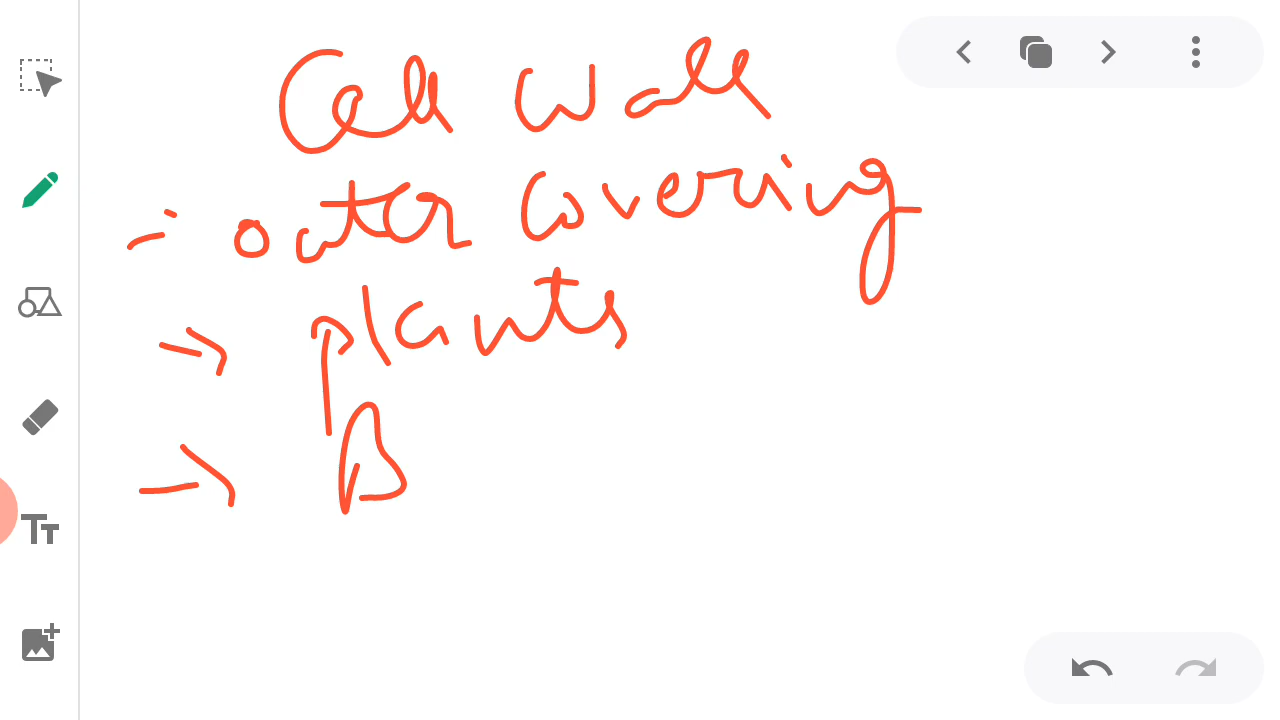 Cell wall
- outer covering
→ plants
→ B